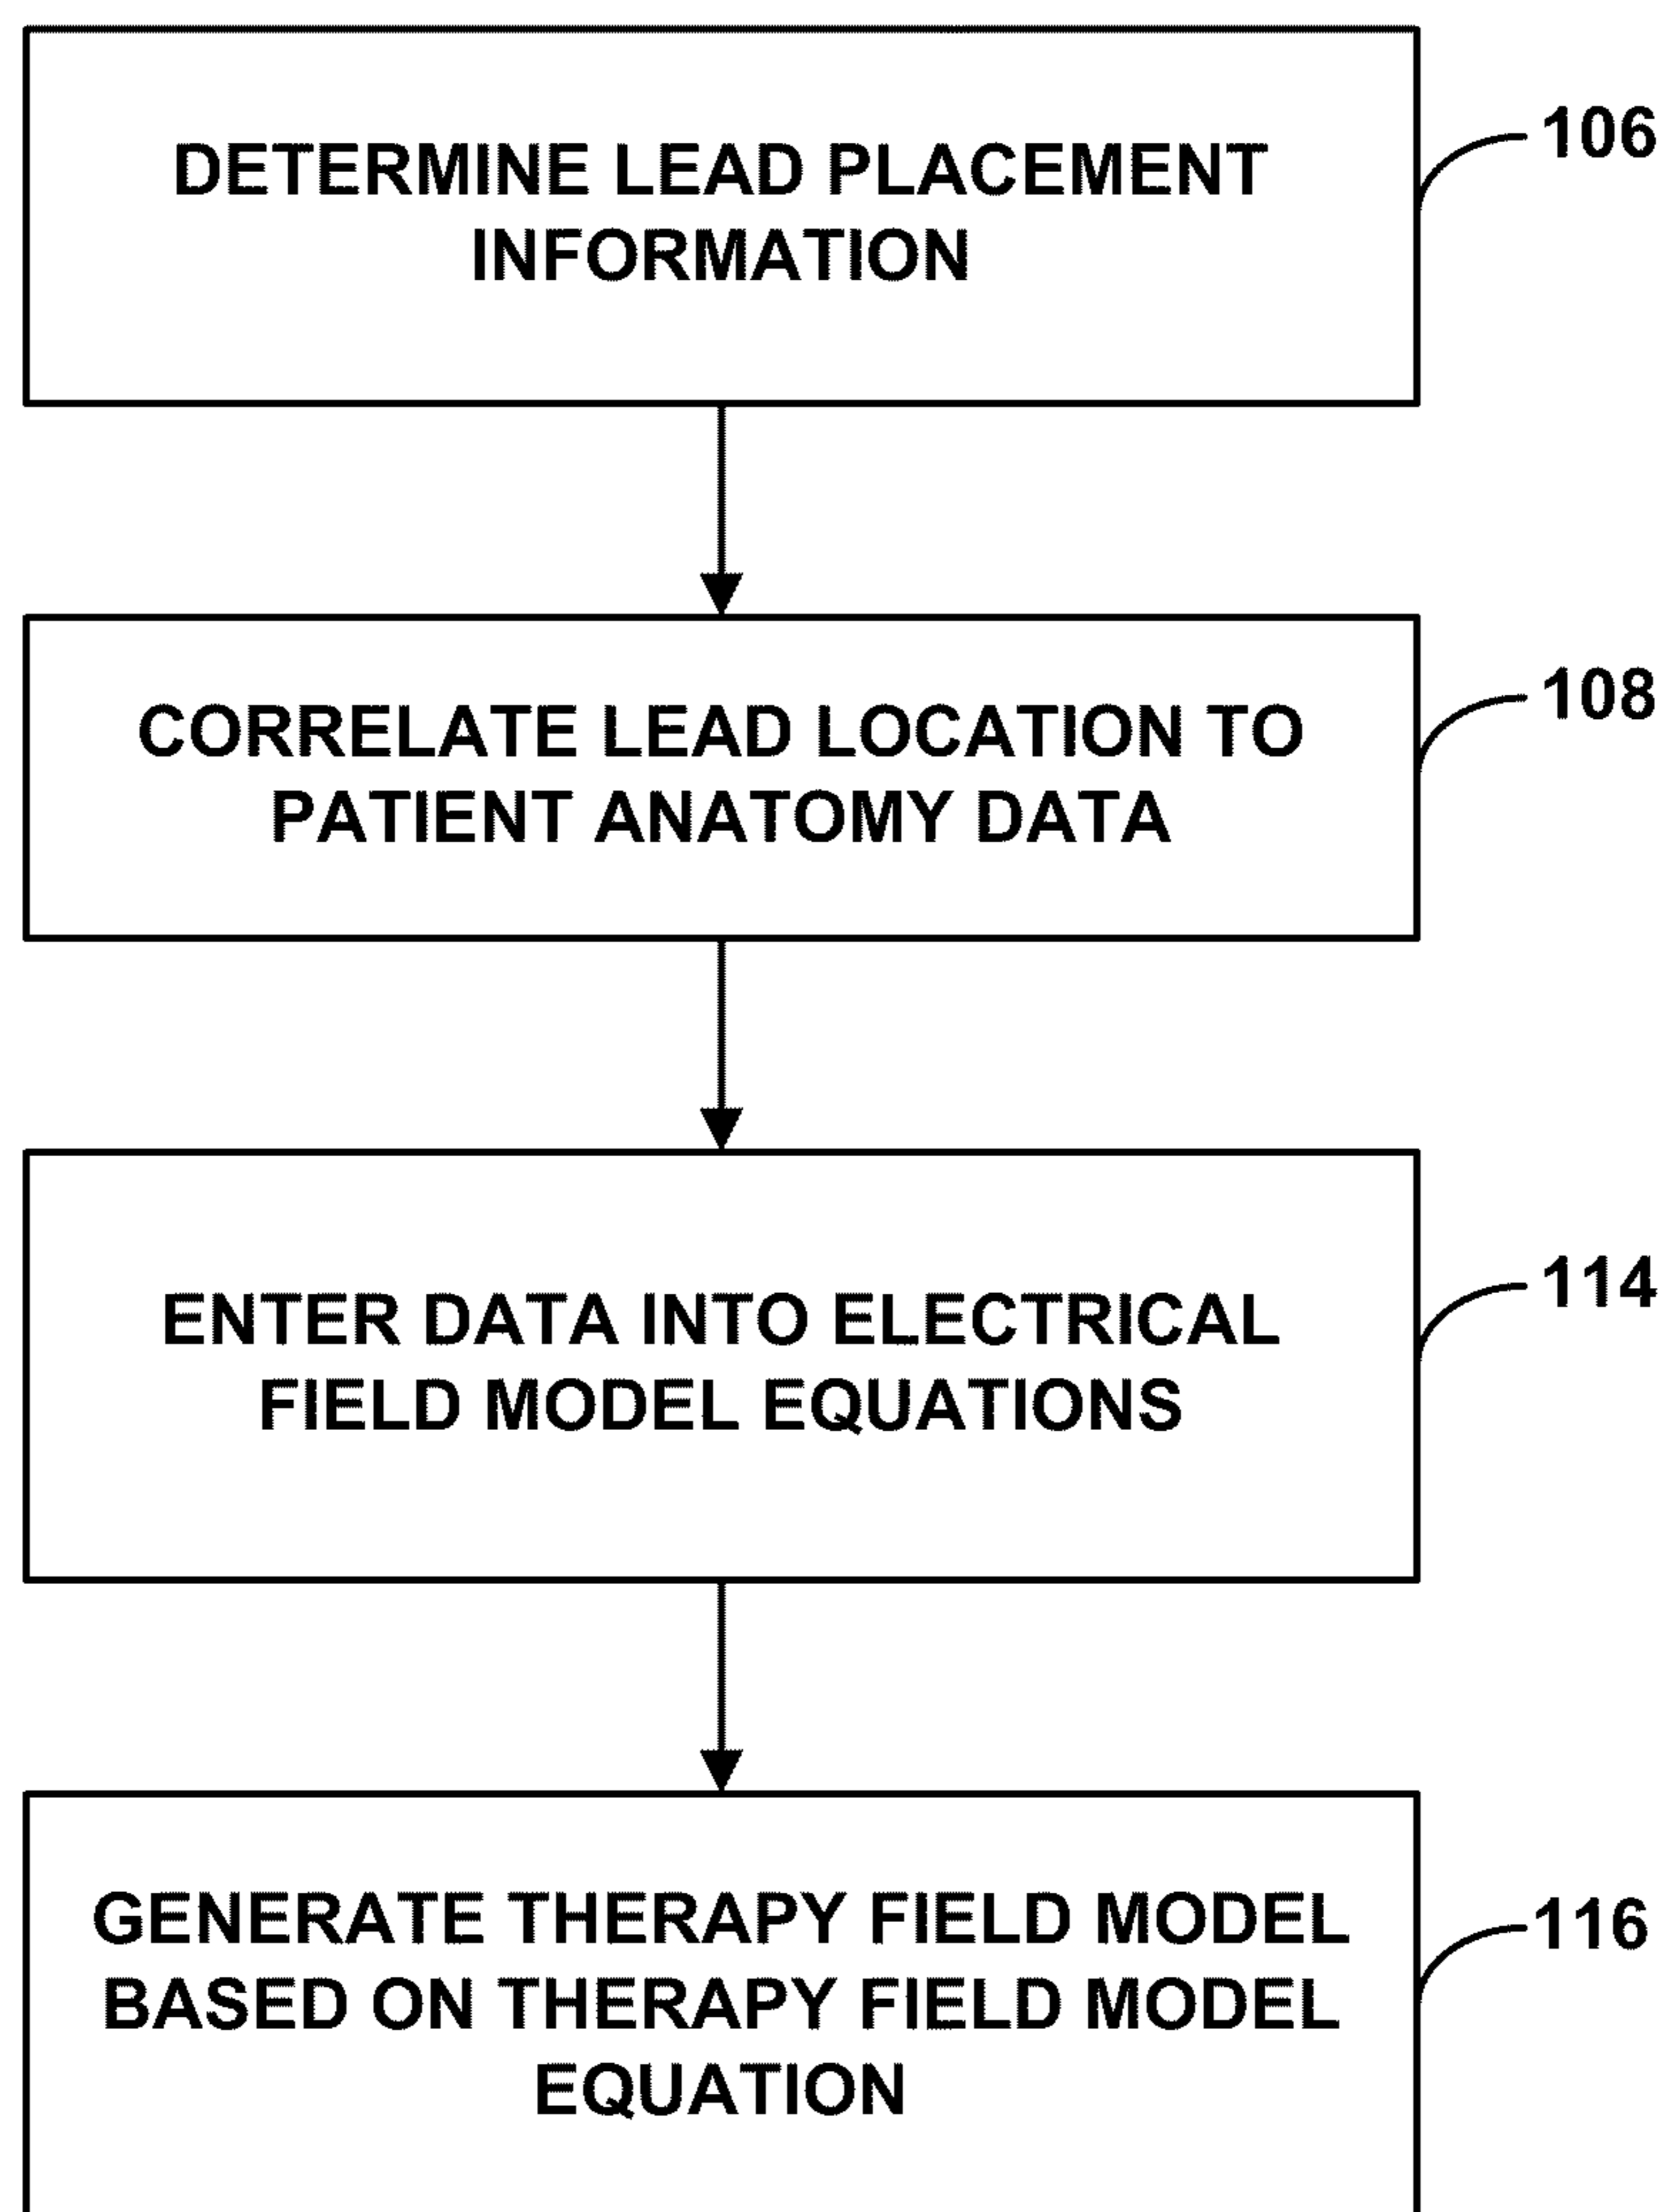 DETERMINE LEAD PLACEMENT
INFORMATION
106
CORRELATE LEAD LOCATION TO
PATIENT ANATOMY DATA
108
ENTER DATA INTO ELECTRICAL
FIELD MODEL EQUATIONS
114
GENERATE THERAPY FIELD MODEL
BASED ON THERAPY FIELD MODEL
EQUATION
116